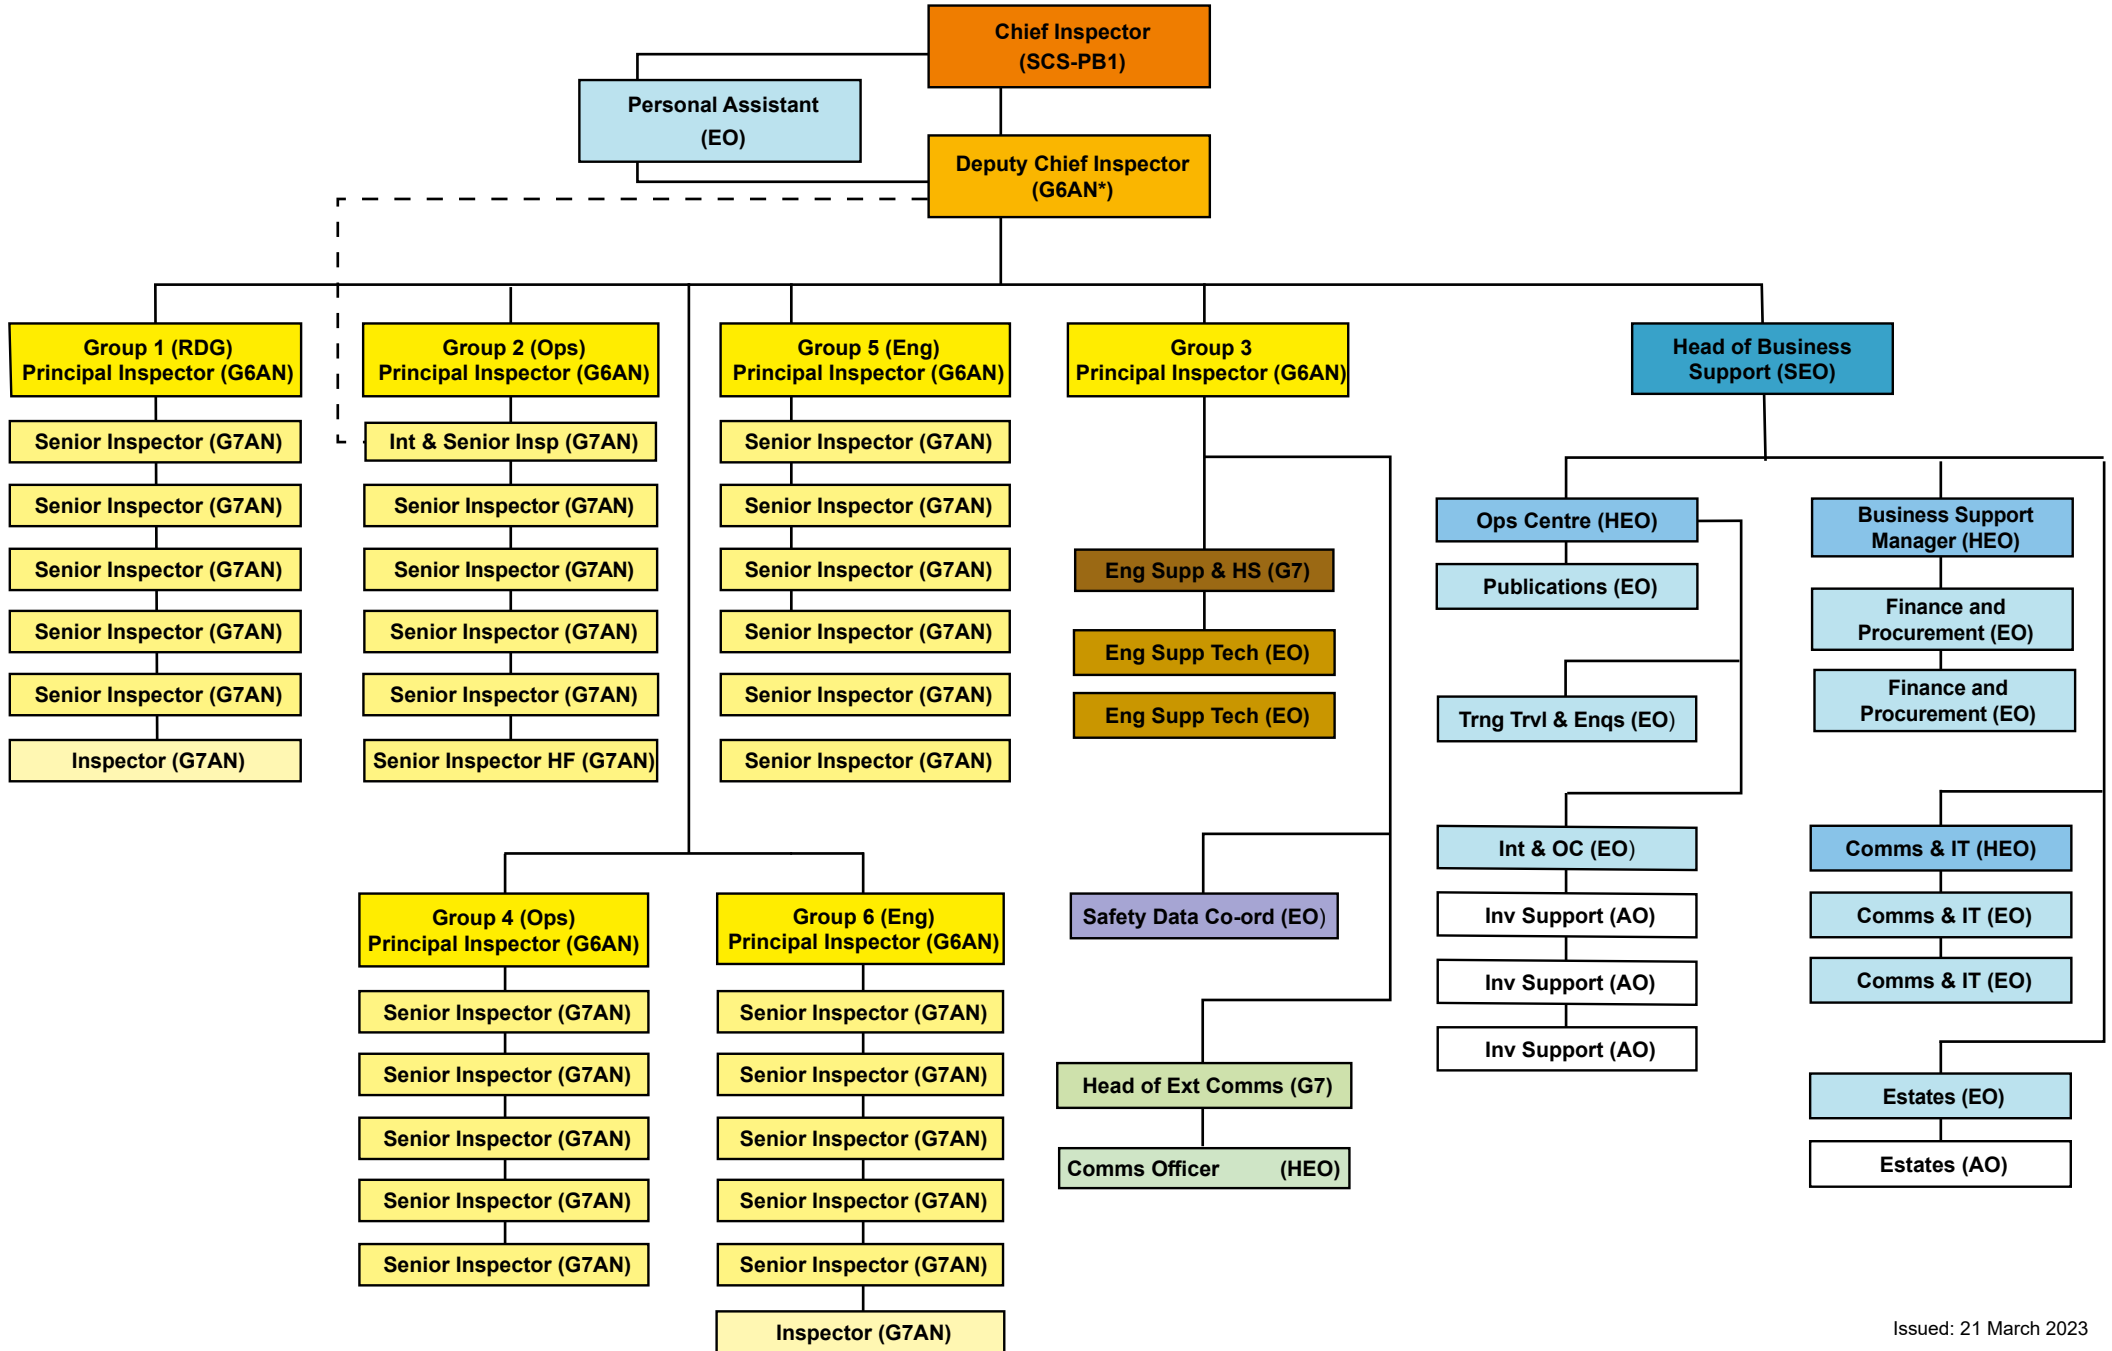 Chief Inspector
(SCS-PB1)
Personal Assistant
(EO)
Deputy Chief Inspector
(G6AN*)
Group 1 (RDG)
Principal Inspector (G6AN)
Senior Inspector (G7AN)
Senior Inspector (G7AN)
Senior Inspector (G7AN)
Senior Inspector (G7AN)
Senior Inspector (G7AN)
Inspector (G7AN)
Group 2 (Ops)
Principal Inspector (G6AN)
Int & Senior Insp (G7AN)
Senior Inspector (G7AN)
Senior Inspector (G7AN)
Senior Inspector (G7AN)
Senior Inspector (G7AN)
Senior Inspector HF (G7AN)
Group 5 (Eng)
Principal Inspector (G6AN)
Senior Inspector (G7AN)
Senior Inspector (G7AN)
Senior Inspector (G7AN)
Senior Inspector (G7AN)
Senior Inspector (G7AN)
Senior Inspector (G7AN)
Group 4 (Ops)
Principal Inspector (G6AN)
Senior Inspector (G7AN)
Senior Inspector (G7AN)
Senior Inspector (G7AN)
Senior Inspector (G7AN)
Senior Inspector (G7AN)
Group 6 (Eng)
Principal Inspector (G6AN)
Senior Inspector (G7AN)
Senior Inspector (G7AN)
Senior Inspector (G7AN)
Senior Inspector (G7AN)
Senior Inspector (G7AN)
Inspector (G7AN)
Group 3
Principal Inspector (G6AN)
Eng Supp & HS (G7)
Eng Supp Tech (EO)
Eng Supp Tech (EO)
Safety Data Co-ord (EO)
Head of Ext Comms (G7)
Comms Officer (HEO)
Head of Business
Support (SEO)
Ops Centre (HEO)
Publications (EO)
Trng Trvl & Enqs (EO)
Int & OC (EO)
Inv Support (AO)
Inv Support (AO)
Inv Support (AO)
Business Support
Manager (HEO)
Finance and
Procurement (EO)
Finance and
Procurement (EO)
Comms & IT (HEO)
Comms & IT (EO)
Comms & IT (EO)
Estates (EO)
Estates (AO)
Issued: 21 March 2023